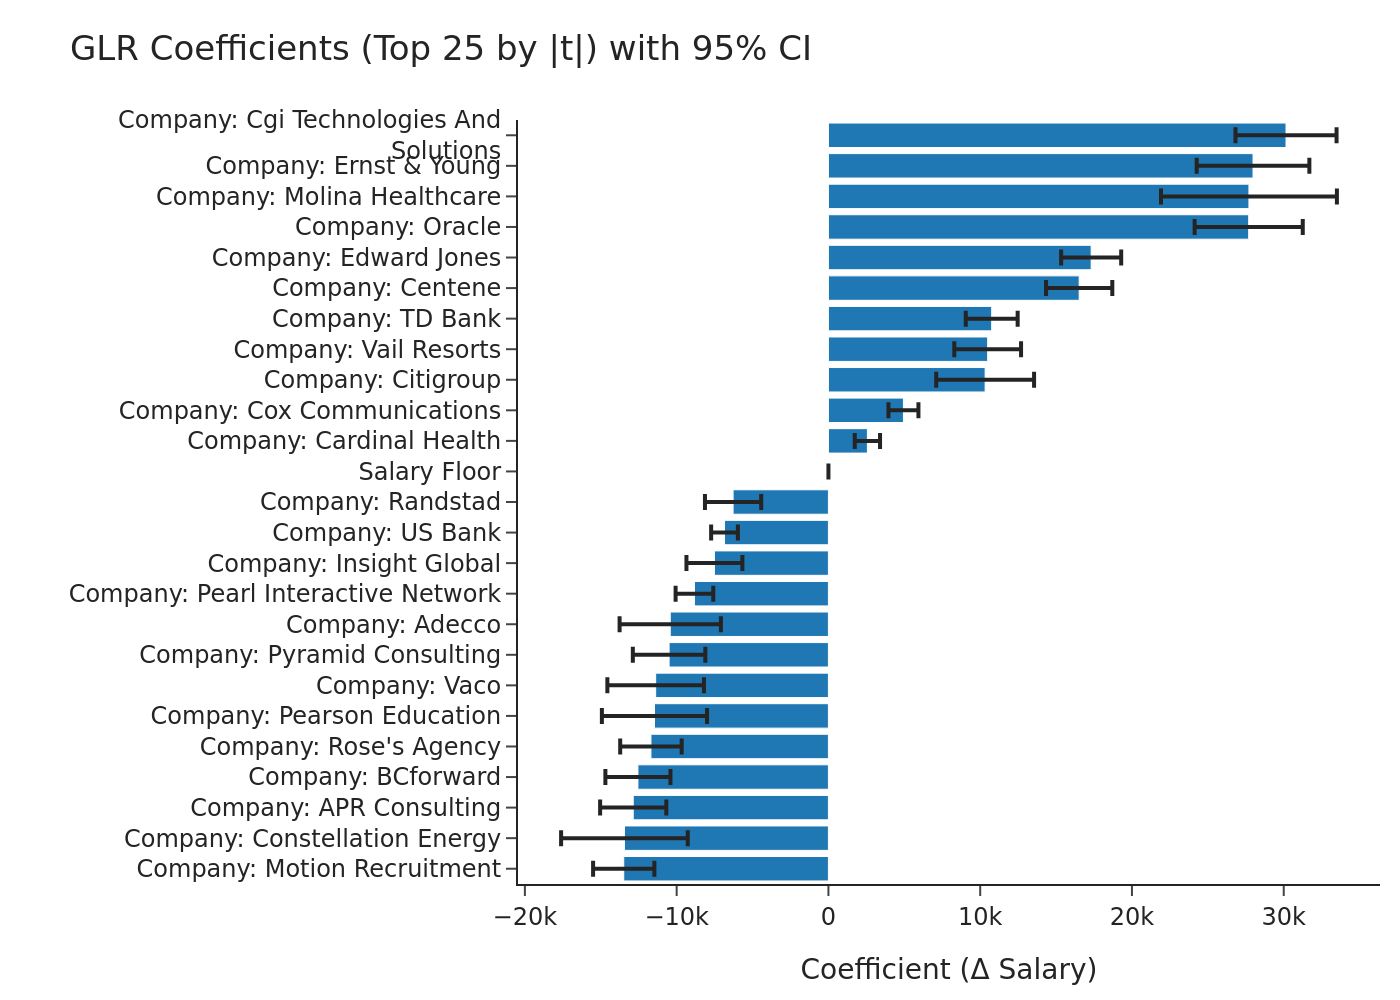 GLR Coefficients (Top 25 by |t|) with 95% CI
Company: Cgi Technologies And
Solutions
Company: Ernst & Young
Company: Molina Healthcare
Company: Oracle
Company: Edward Jones
Company: Centene
Company: TD Bank
Company: Vail Resorts
Company: Citigroup
Company: Cox Communications
Company: Cardinal Health
Salary Floor
Company: Randstad
Company: US Bank
Company: Insight Global
Company: Pearl Interactive Network
Company: Adecco
Company: Pyramid Consulting
Company: Vaco
Company: Pearson Education
Company: Rose's Agency
Company: BCforward
Company: APR Consulting
Company: Constellation Energy
Company: Motion Recruitment
−20k −10k 0 10k 20k 30k
Coefficient (Δ Salary)